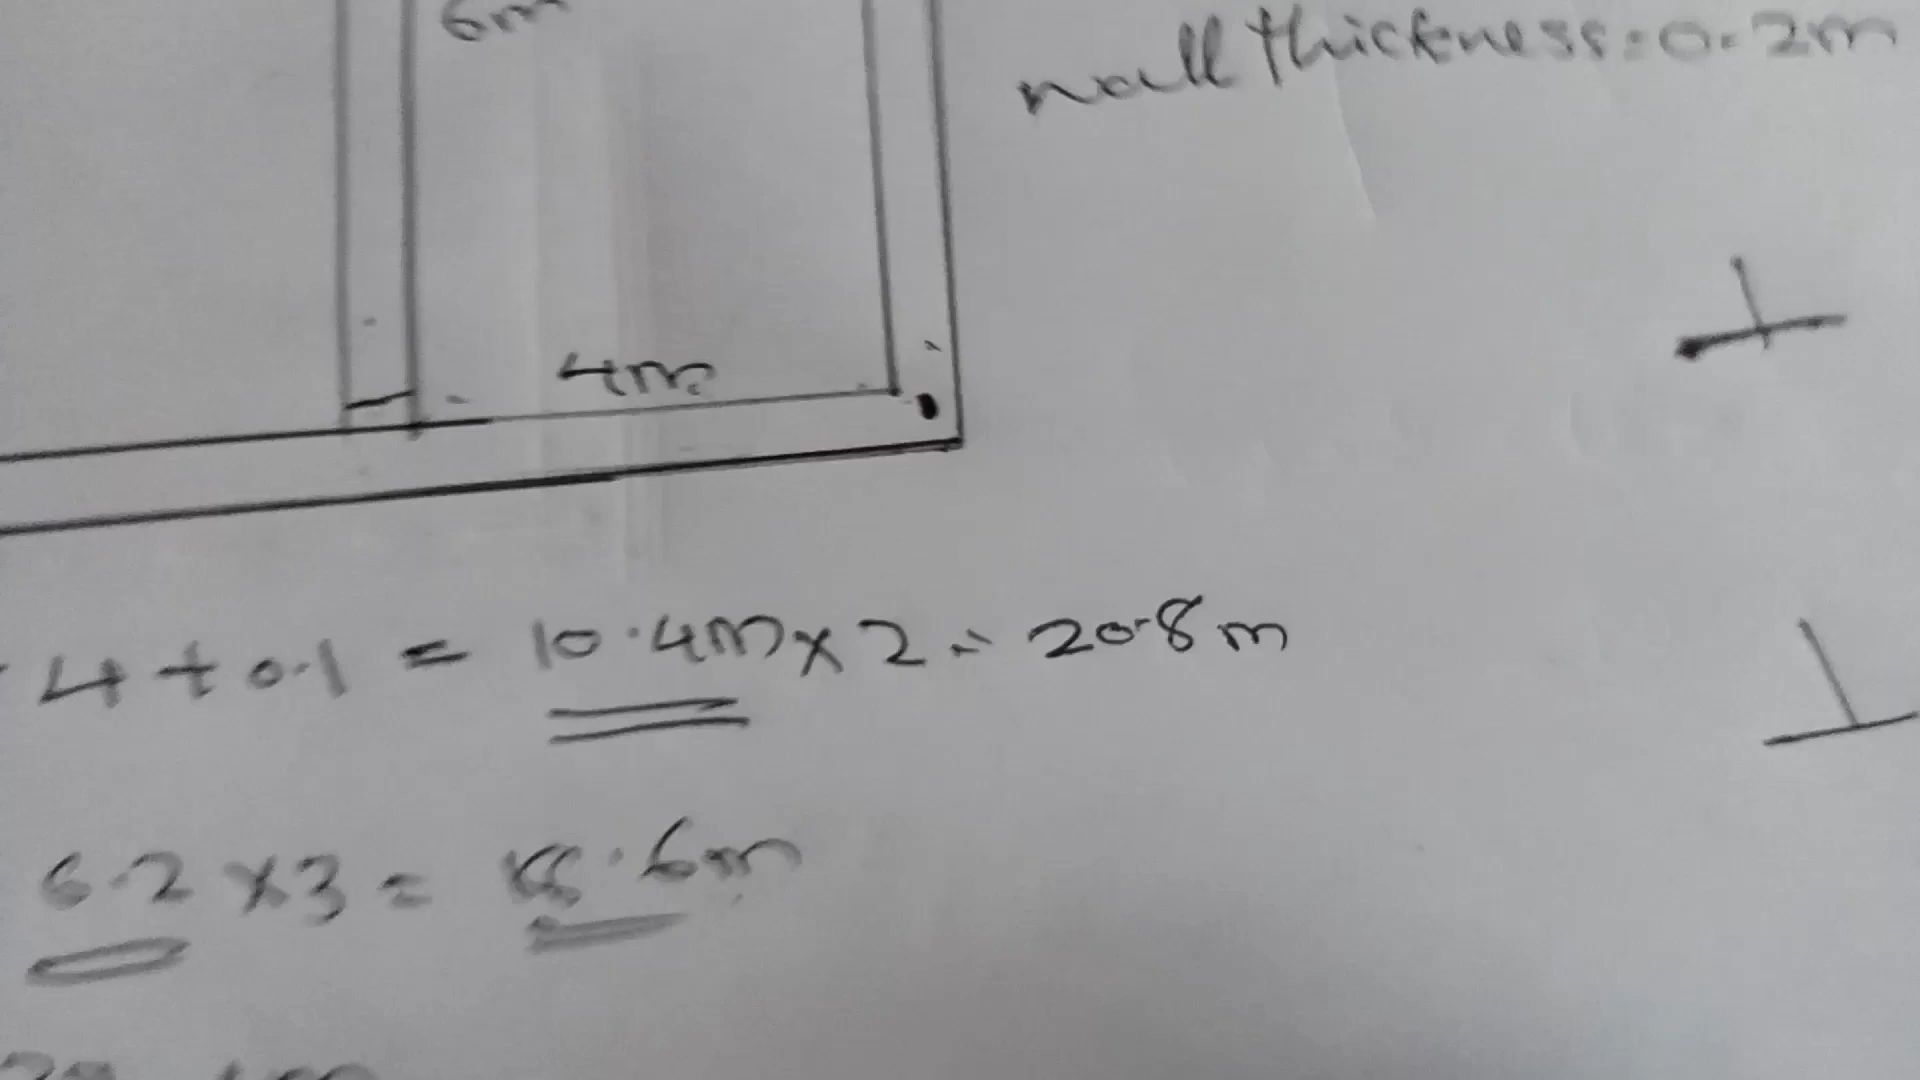 6m
wall thickness = 0.2m
4m
4 + 0.1 = 10.4m x 2 = 20.8m
6.2 x 3 = 18.6m